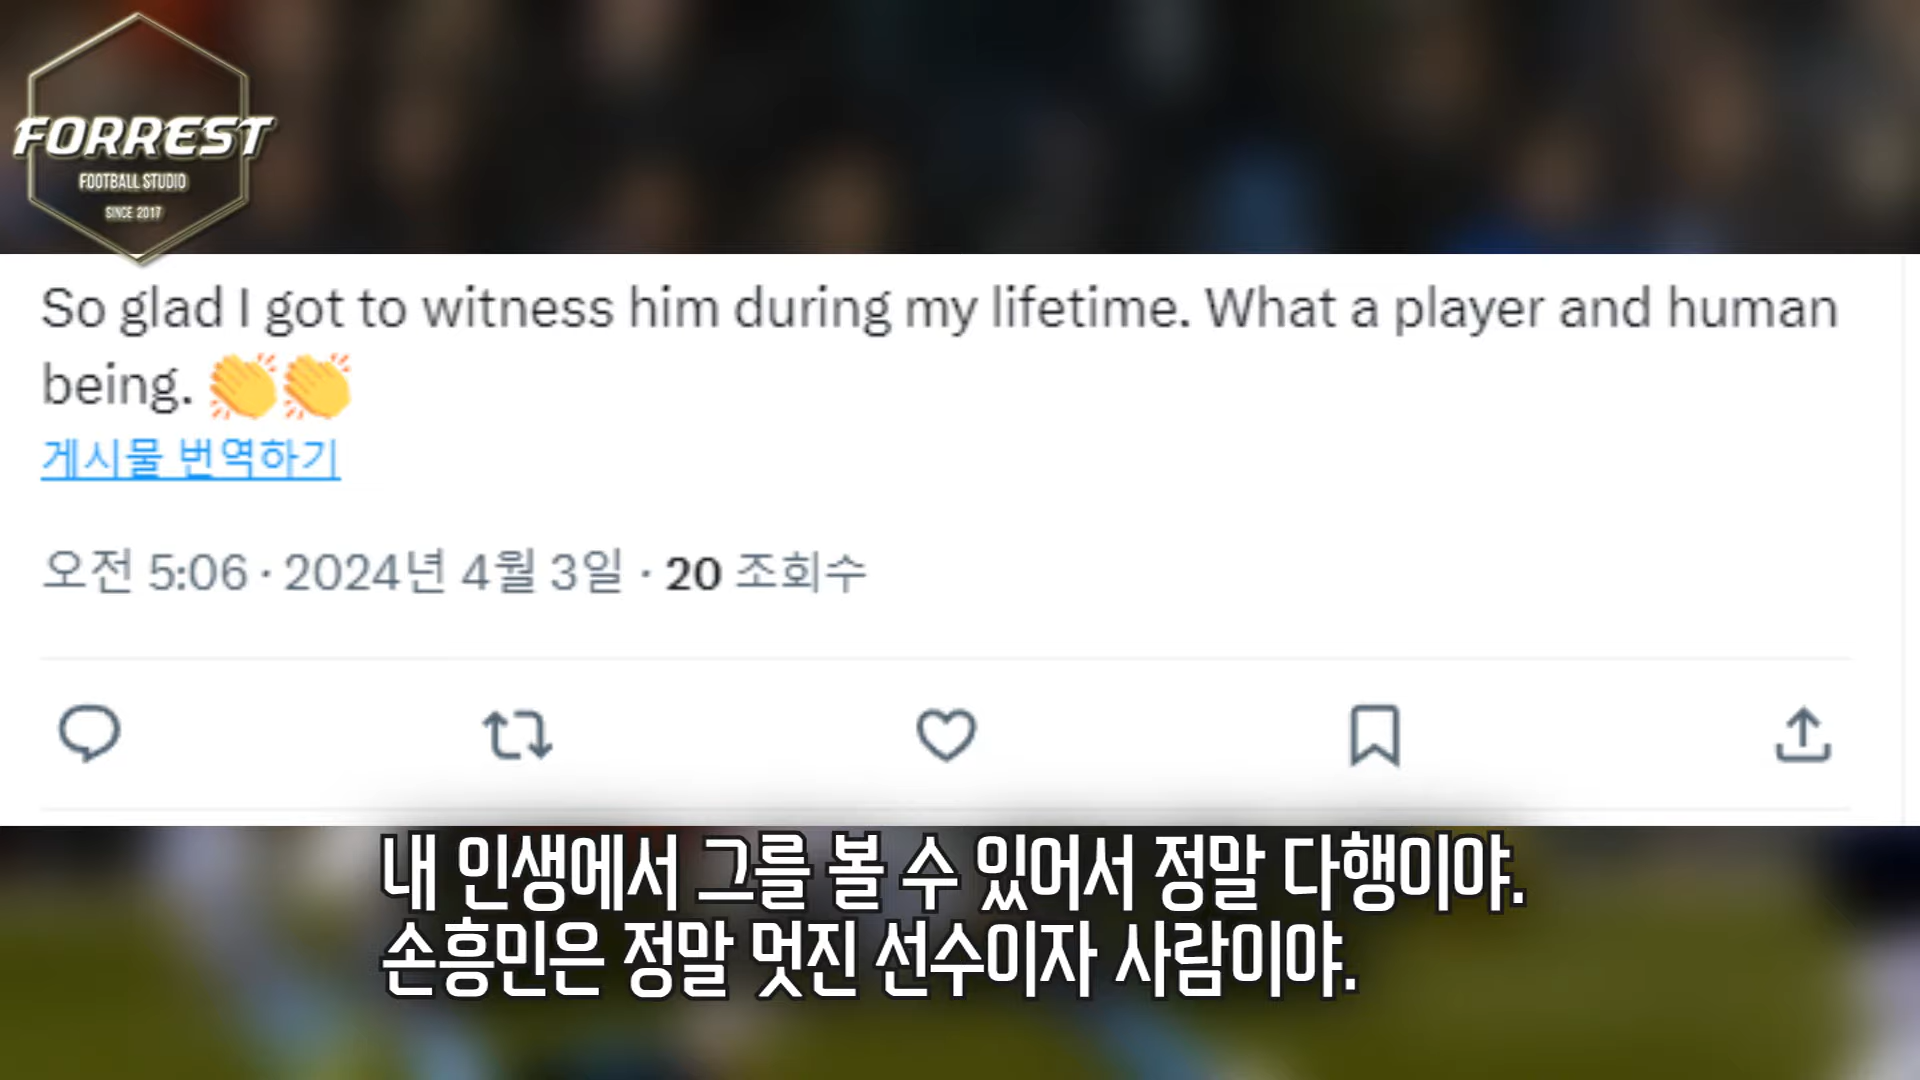 FORREST
FOOTBALL STUDIO
SINCE 2017
So glad I got to witness him during my lifetime. What a player and human
being. 👏👏
게시물 번역하기
오전 5:06 · 2024년 4월 3일 · 20 조회수
내 인생에서 그를 볼 수 있어서 정말 다행이야.
손흥민은 정말 멋진 선수이자 사람이야.